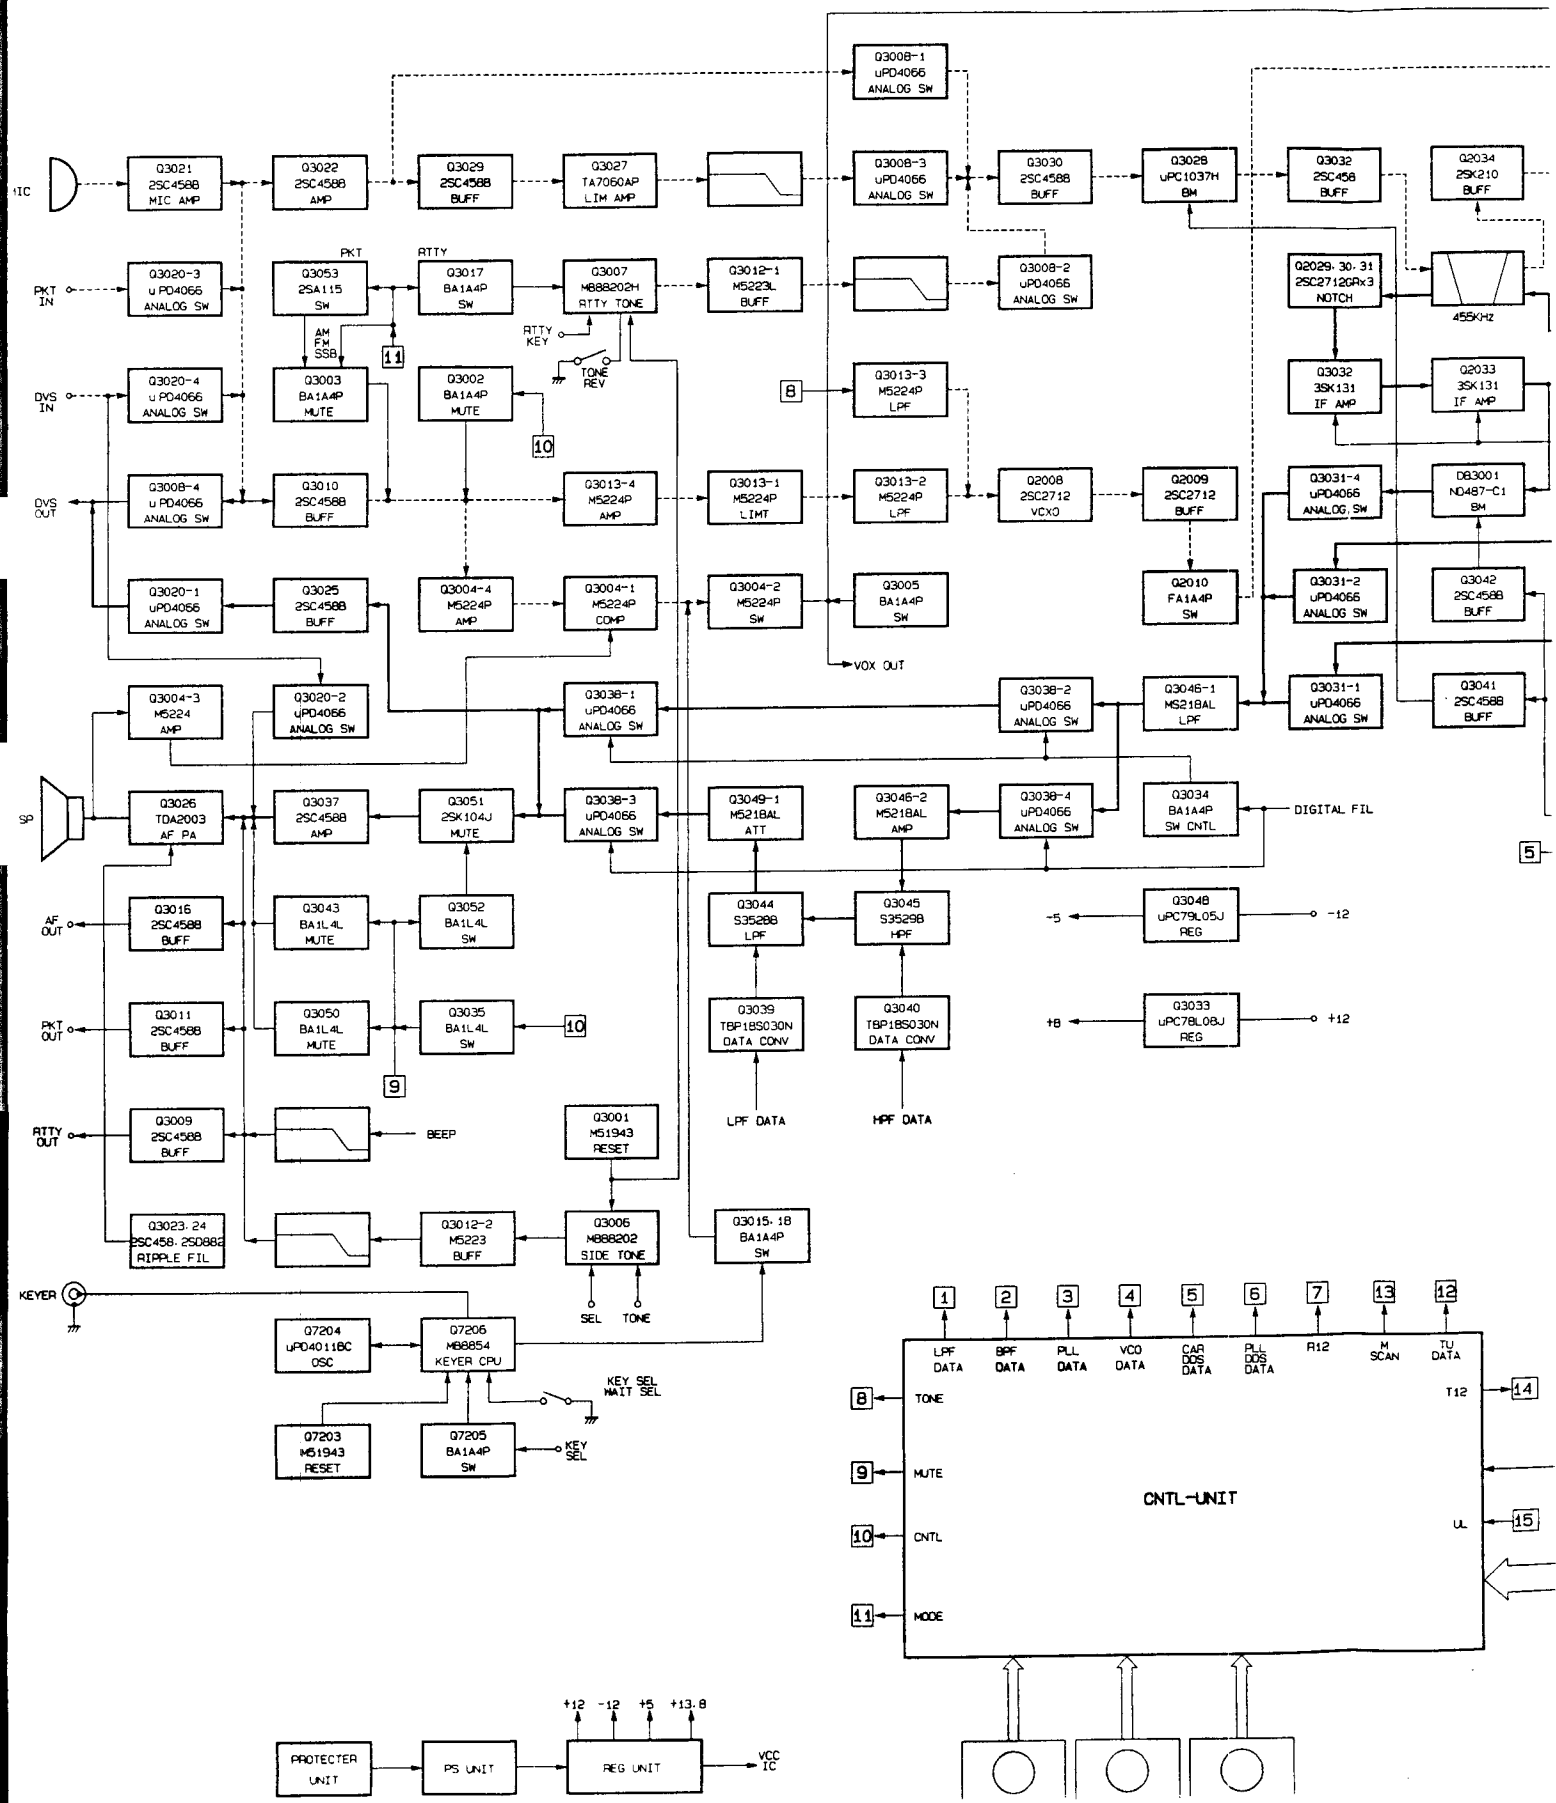 Q3008-1
uPD4066
ANALOG SW
Q3021
2SC458B
MIC AMP
Q3022
2SC458B
AMP
Q3029
2SC458B
BUFF
Q3027
TA7060AP
LIM AMP
Q3008-3
uPD4066
ANALOG SW
Q3030
2SC458B
BUFF
Q3028
uPC1037H
BM
Q3032
2SC458
BUFF
Q2034
2SK210
BUFF
PKT
IN
Q3020-3
uPD4066
ANALOG SW
PKT
Q3053
2SA115
SW
RTTY
Q3017
BA1A4P
SW
Q3007
MB88202H
RTTY TONE
Q3012-1
M5223L
BUFF
Q3008-2
uPD4066
ANALOG SW
Q2029.30.31
2SC2712GRx3
NOTCH
455KHz
AM
FM
SSB
11
RTTY
KEY
TONE
REV
DVS
IN
Q3020-4
uPD4066
ANALOG SW
Q3003
BA1A4P
MUTE
Q3002
BA1A4P
MUTE
10
8
Q3013-3
M5224P
LPF
Q3032
3SK131
IF AMP
Q2033
3SK131
IF AMP
DVS
OUT
Q3008-4
uPD4066
ANALOG SW
Q3010
2SC458B
BUFF
Q3013-4
M5224P
AMP
Q3013-1
M5224P
LIMT
Q3013-2
M5224P
LPF
Q2008
2SC2712
VCXO
Q2009
2SC2712
BUFF
Q3031-4
uPD4066
ANALOG SW
DB3001
ND487-C1
BM
Q3020-1
uPD4066
ANALOG SW
Q3025
2SC458B
BUFF
Q3004-4
M5224P
AMP
Q3004-1
M5224P
COMP
Q3004-2
M5224P
SW
Q3005
BA1A4P
SW
Q2010
FA1A4P
SW
Q3031-2
uPD4066
ANALOG SW
Q3042
2SC458B
BUFF
VOX OUT
Q3004-3
M5224
AMP
Q3020-2
uPD4066
ANALOG SW
Q3038-1
uPD4066
ANALOG SW
Q3038-2
uPD4066
ANALOG SW
Q3046-1
M5218AL
LPF
Q3031-1
uPD4066
ANALOG SW
Q3041
2SC458B
BUFF
SP
Q3026
TDA2003
AF PA
Q3037
2SC458B
AMP
Q3051
2SK104J
MUTE
Q3038-3
uPD4066
ANALOG SW
Q3049-1
M5218AL
ATT
Q3046-2
M5218AL
AMP
Q3038-4
uPD4066
ANALOG SW
Q3034
BA1A4P
SW CNTL
DIGITAL FIL
5
AF
OUT
Q3016
2SC458B
BUFF
Q3043
BA1L4L
MUTE
Q3052
BA1L4L
SW
Q3044
S3528B
LPF
Q3045
S3529B
HPF
-5
Q3048
uPC79L05J
REG
-12
PKT
OUT
Q3011
2SC458B
BUFF
Q3050
BA1L4L
MUTE
Q3035
BA1L4L
SW
10
Q3039
TBP18S030N
DATA CONV
Q3040
TBP18S030N
DATA CONV
+8
Q3033
uPC78L08J
REG
+12
9
LPF DATA
HPF DATA
RTTY
OUT
Q3009
2SC458B
BUFF
BEEP
Q3001
M51943
RESET
Q3023.24
2SC458.2SD882
RIPPLE FIL
Q3012-2
M5223
BUFF
Q3006
MB88202
SIDE TONE
Q3015.18
BA1A4P
SW
KEYER
SEL
TONE
Q7204
uPD4011BC
OSC
Q7206
MB8854
KEYER CPU
KEY SEL
WAIT SEL
Q7203
M51943
RESET
Q7205
BA1A4P
SW
KEY
SEL
1
2
3
4
5
6
7
13
12
LPF
DATA
BPF
DATA
PLL
DATA
VCO
DATA
CAR
DDS
DATA
PLL
DDS
DATA
R12
M
SCAN
TU
DATA
8
TONE
T12
14
9
MUTE
CNTL-UNIT
10
CNTL
UL
15
11
MODE
+12
-12
+5
+13.8
PROTECTER
UNIT
PS UNIT
REG UNIT
VCC
IC